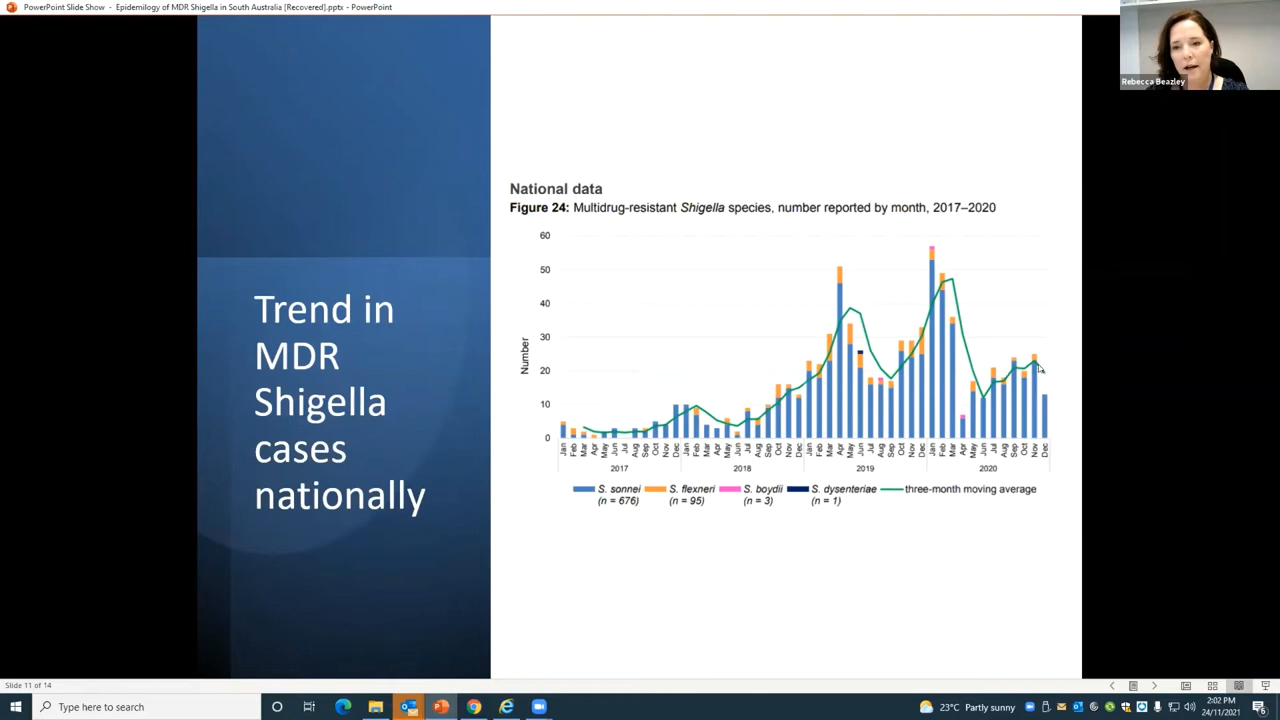 PowerPoint Slide Show - Epidemilogy of MDR Shigella in South Australia [Recovered].pptx - PowerPoint
Rebecca Beazley
Trend in
MDR
Shigella
cases
nationally
National data
Figure 24: Multidrug-resistant Shigella species, number reported by month, 2017–2020
Number
60
50
40
30
20
10
0
Jan Feb Mar Apr May Jun Jul Aug Sep Oct Nov Dec Jan Feb Mar Apr May Jun Jul Aug Sep Oct Nov Dec Jan Feb Mar Apr May Jun Jul Aug Sep Oct Nov Dec Jan Feb Mar Apr May Jun Jul Aug Sep Oct Nov Dec
2017 2018 2019 2020
S. sonnei S. flexneri S. boydii S. dysenteriae three-month moving average
(n = 676) (n = 95) (n = 3) (n = 1)
Slide 11 of 14
Type here to search
23°C Partly sunny
2:02 PM
24/11/2021